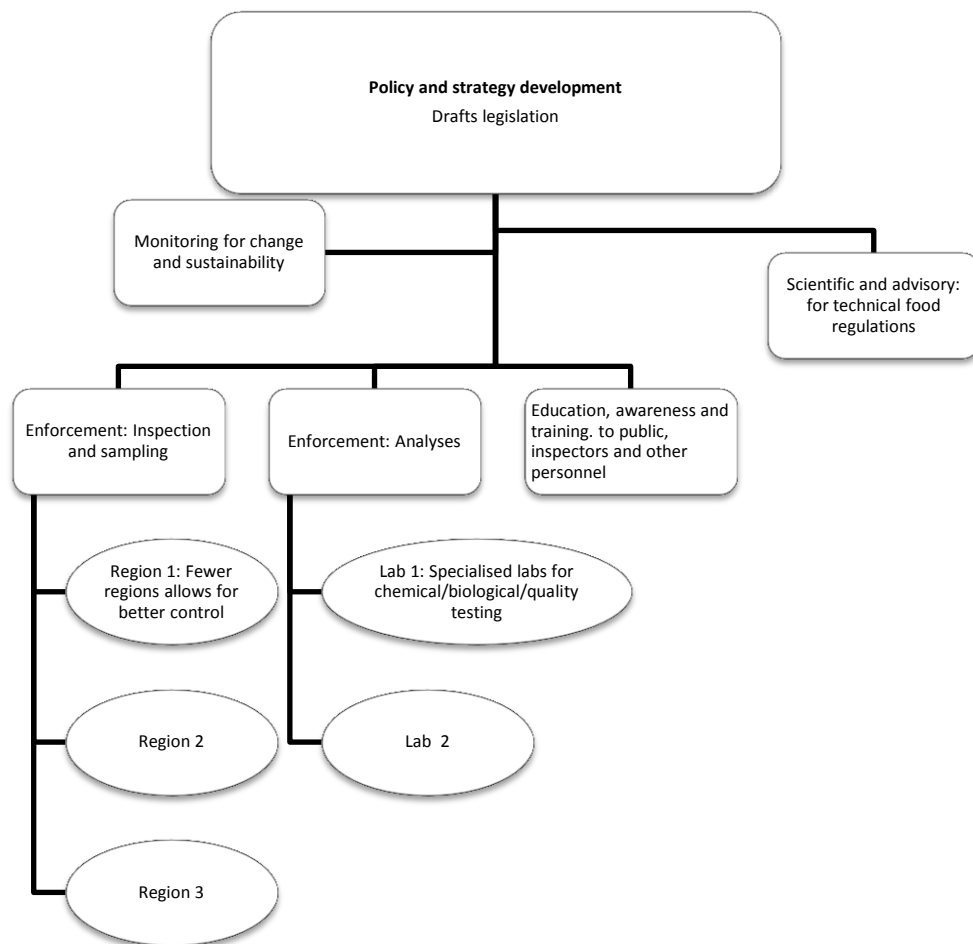 Policy and strategy development
Drafts legislation
Monitoring for change
and sustainability
Scientific and advisory:
for technical food
regulations
Enforcement: Inspection
and sampling
Enforcement: Analyses
Education, awareness and
training. to public,
inspectors and other
personnel
Region 1: Fewer
regions allows for
better control
Lab 1: Specialised labs for
chemical/biological/quality
testing
Region 2
Lab 2
Region 3